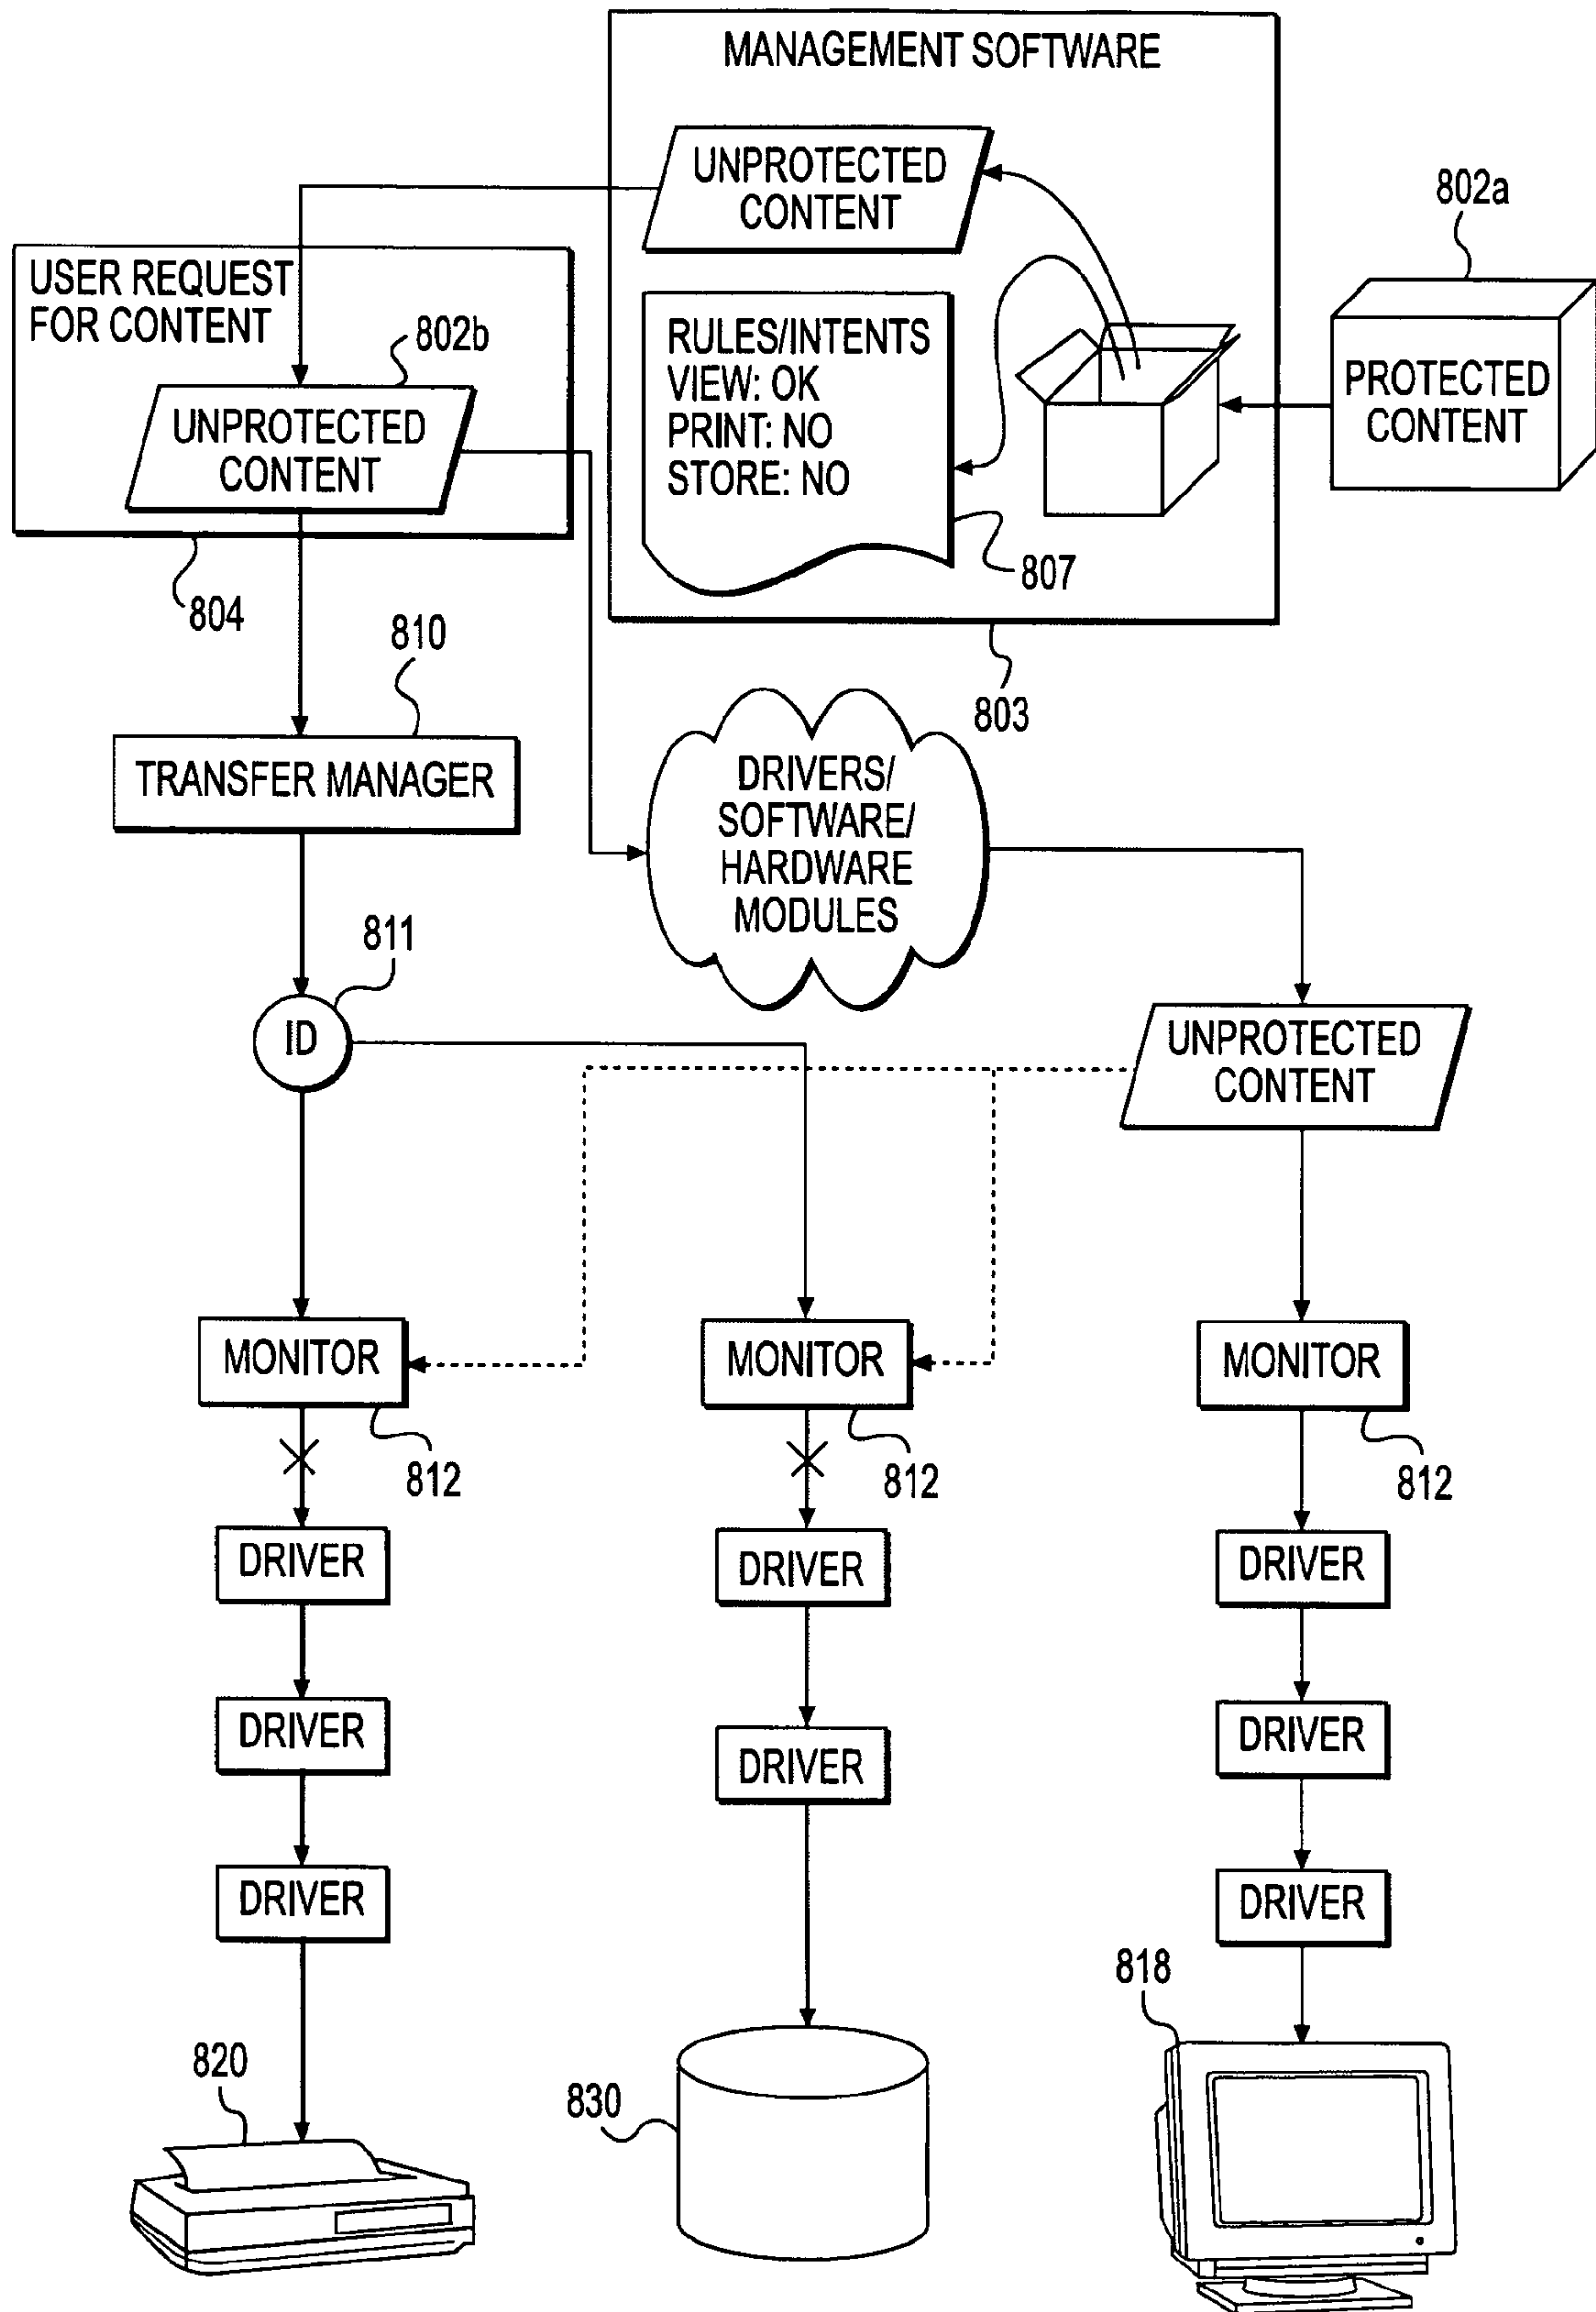 MANAGEMENT SOFTWARE
UNPROTECTED
CONTENT
802a
USER REQUEST
FOR CONTENT
802b
RULES/INTENTS
VIEW: OK
PRINT: NO
STORE: NO
PROTECTED
CONTENT
UNPROTECTED
CONTENT
807
804
810
803
TRANSFER MANAGER
DRIVERS/
SOFTWARE/
HARDWARE
MODULES
811
ID
UNPROTECTED
CONTENT
MONITOR
MONITOR
MONITOR
812
812
812
DRIVER
DRIVER
DRIVER
DRIVER
DRIVER
DRIVER
DRIVER
DRIVER
818
820
830